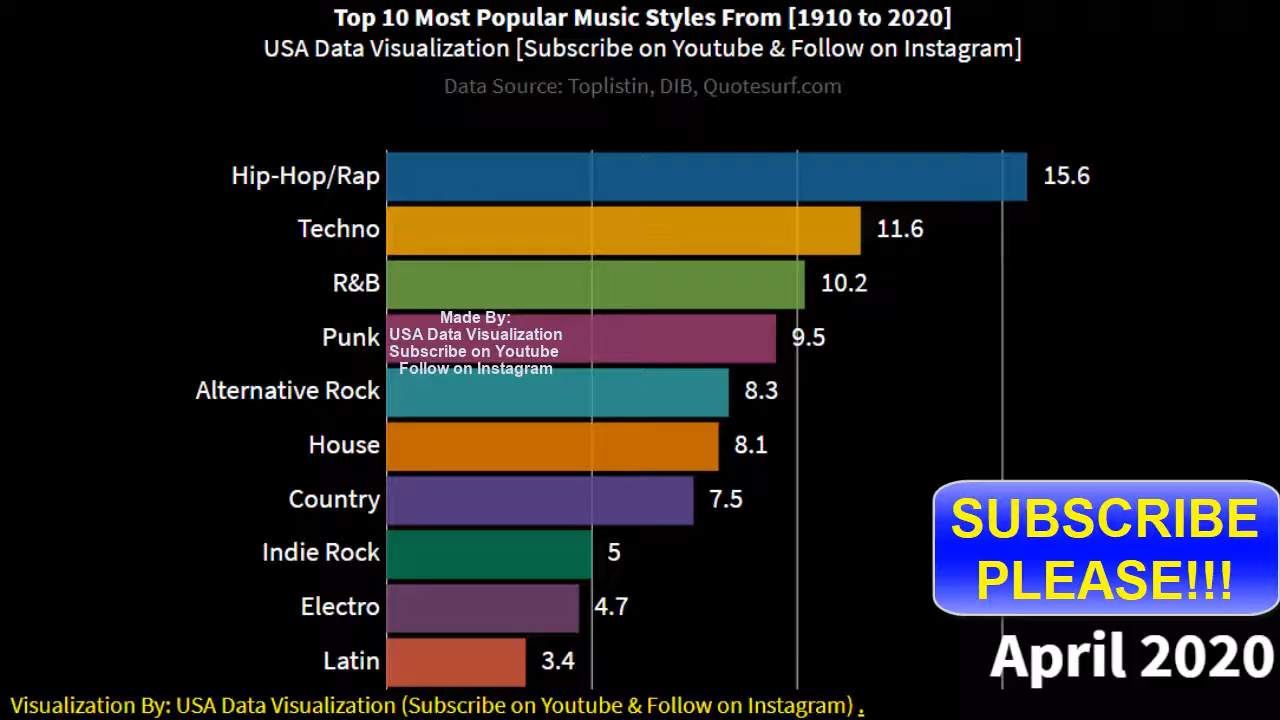 Top 10 Most Popular Music Styles From [1910 to 2020]
USA Data Visualization [Subscribe on Youtube & Follow on Instagram]
Data Source: Toplistin, DIB, Quotesurf.com
Hip-Hop/Rap 15.6
Techno 11.6
R&B 10.2
Made By:
USA Data Visualization
Punk 9.5
Subscribe on Youtube
Follow on Instagram
Alternative Rock 8.3
House 8.1
Country 7.5
SUBSCRIBE
PLEASE!!!
Indie Rock 5
Electro 4.7
Latin 3.4
April 2020
Visualization By: USA Data Visualization (Subscribe on Youtube & Follow on Instagram) .